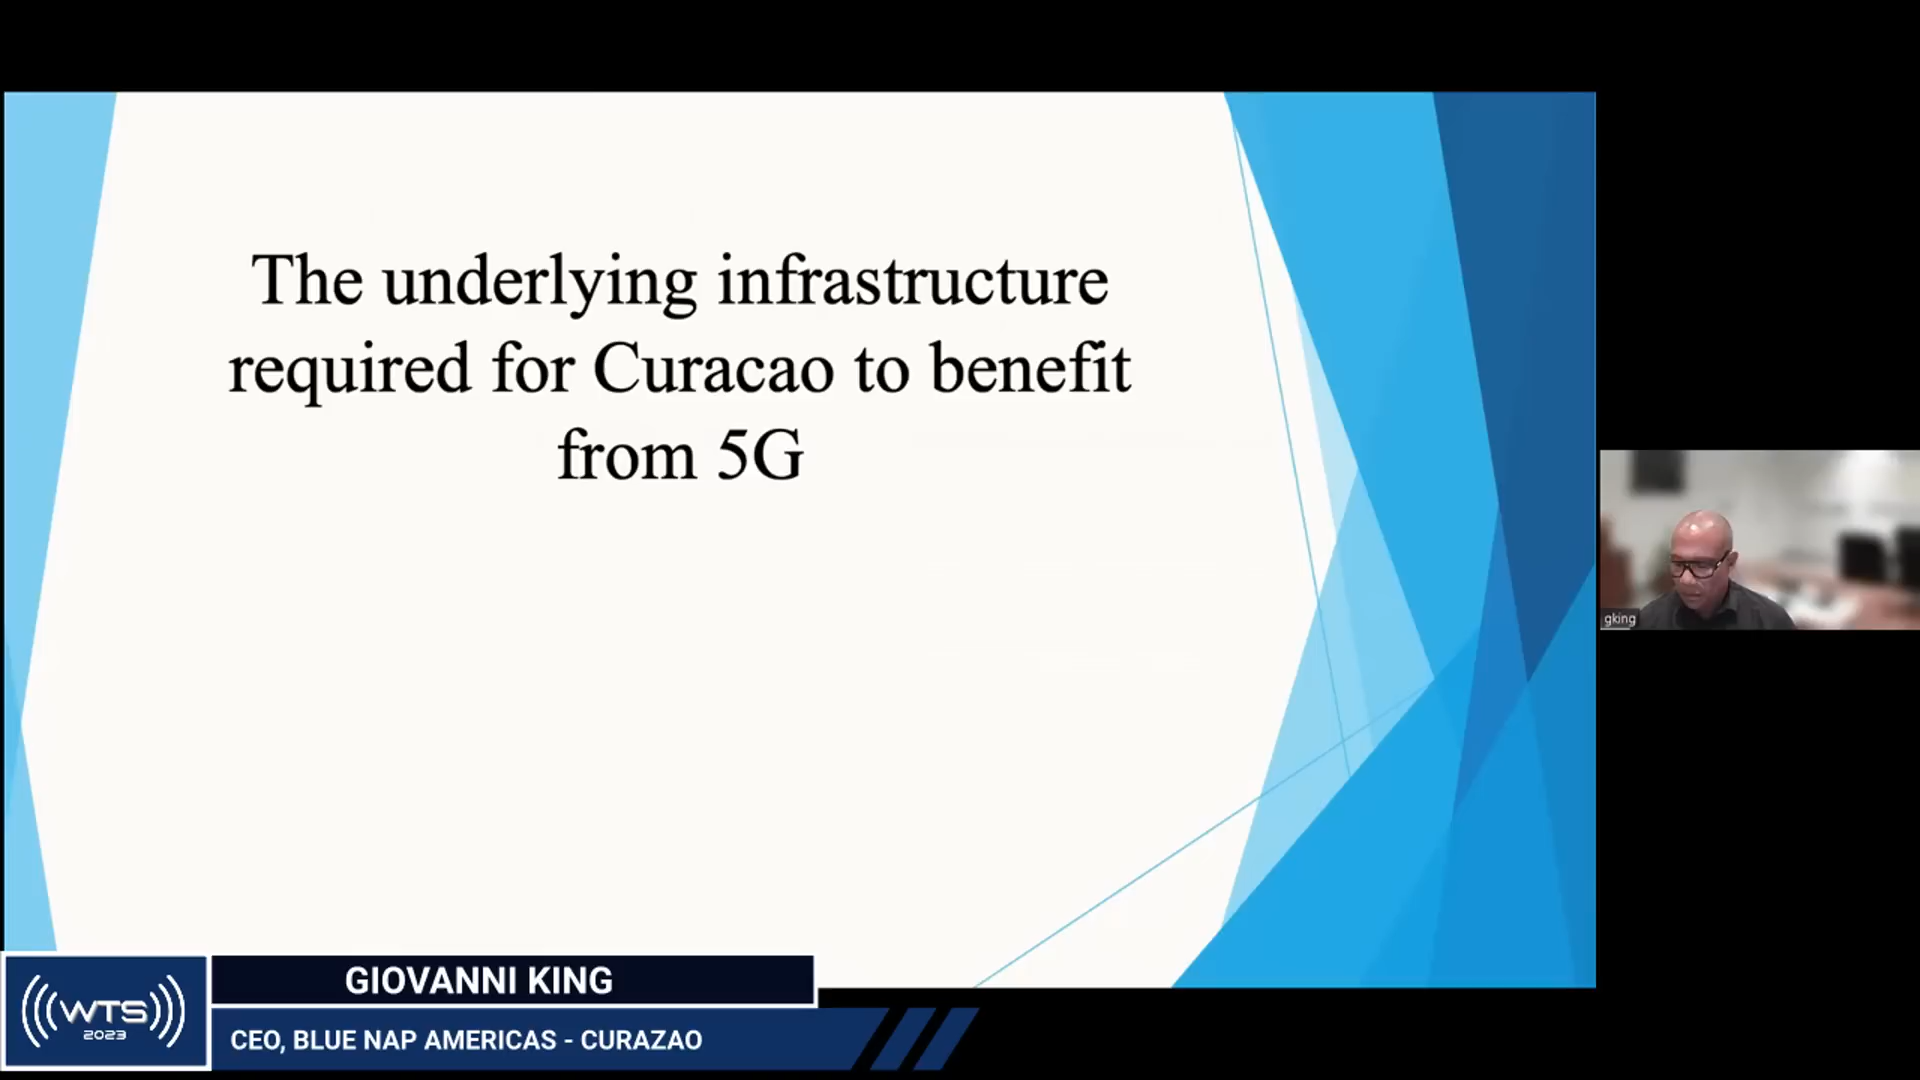 The underlying infrastructure
required for Curacao to benefit
from 5G
gking
GIOVANNI KING
WTS
2023
CEO, BLUE NAP AMERICAS - CURAZAO